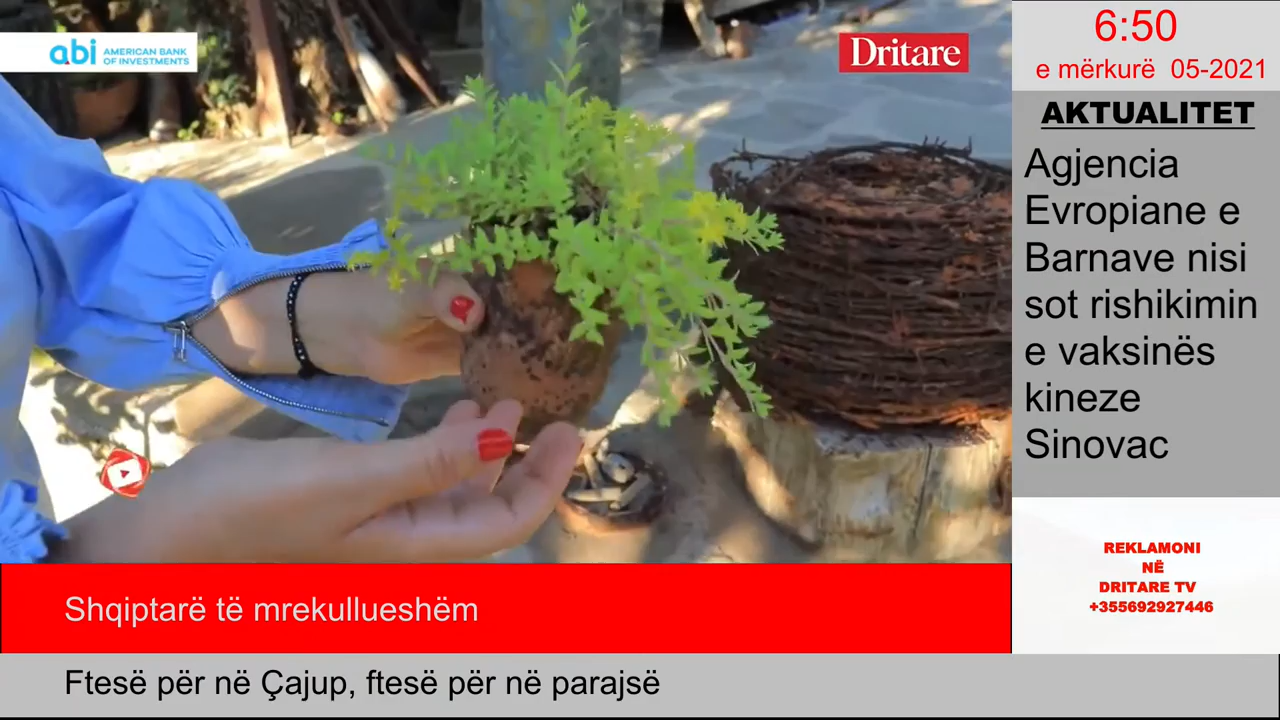 abi AMERICAN BANK
OF INVESTMENTS
Dritare
6:50
e mërkurë 05-2021
AKTUALITET
Agjencia
Evropiane e
Barnave nisi
sot rishikimin
e vaksinës
kineze
Sinovac
REKLAMONI
NË
DRITARE TV
+355692927446
Shqiptarë të mrekullueshëm
Ftesë për në Çajup, ftesë për në parajsë